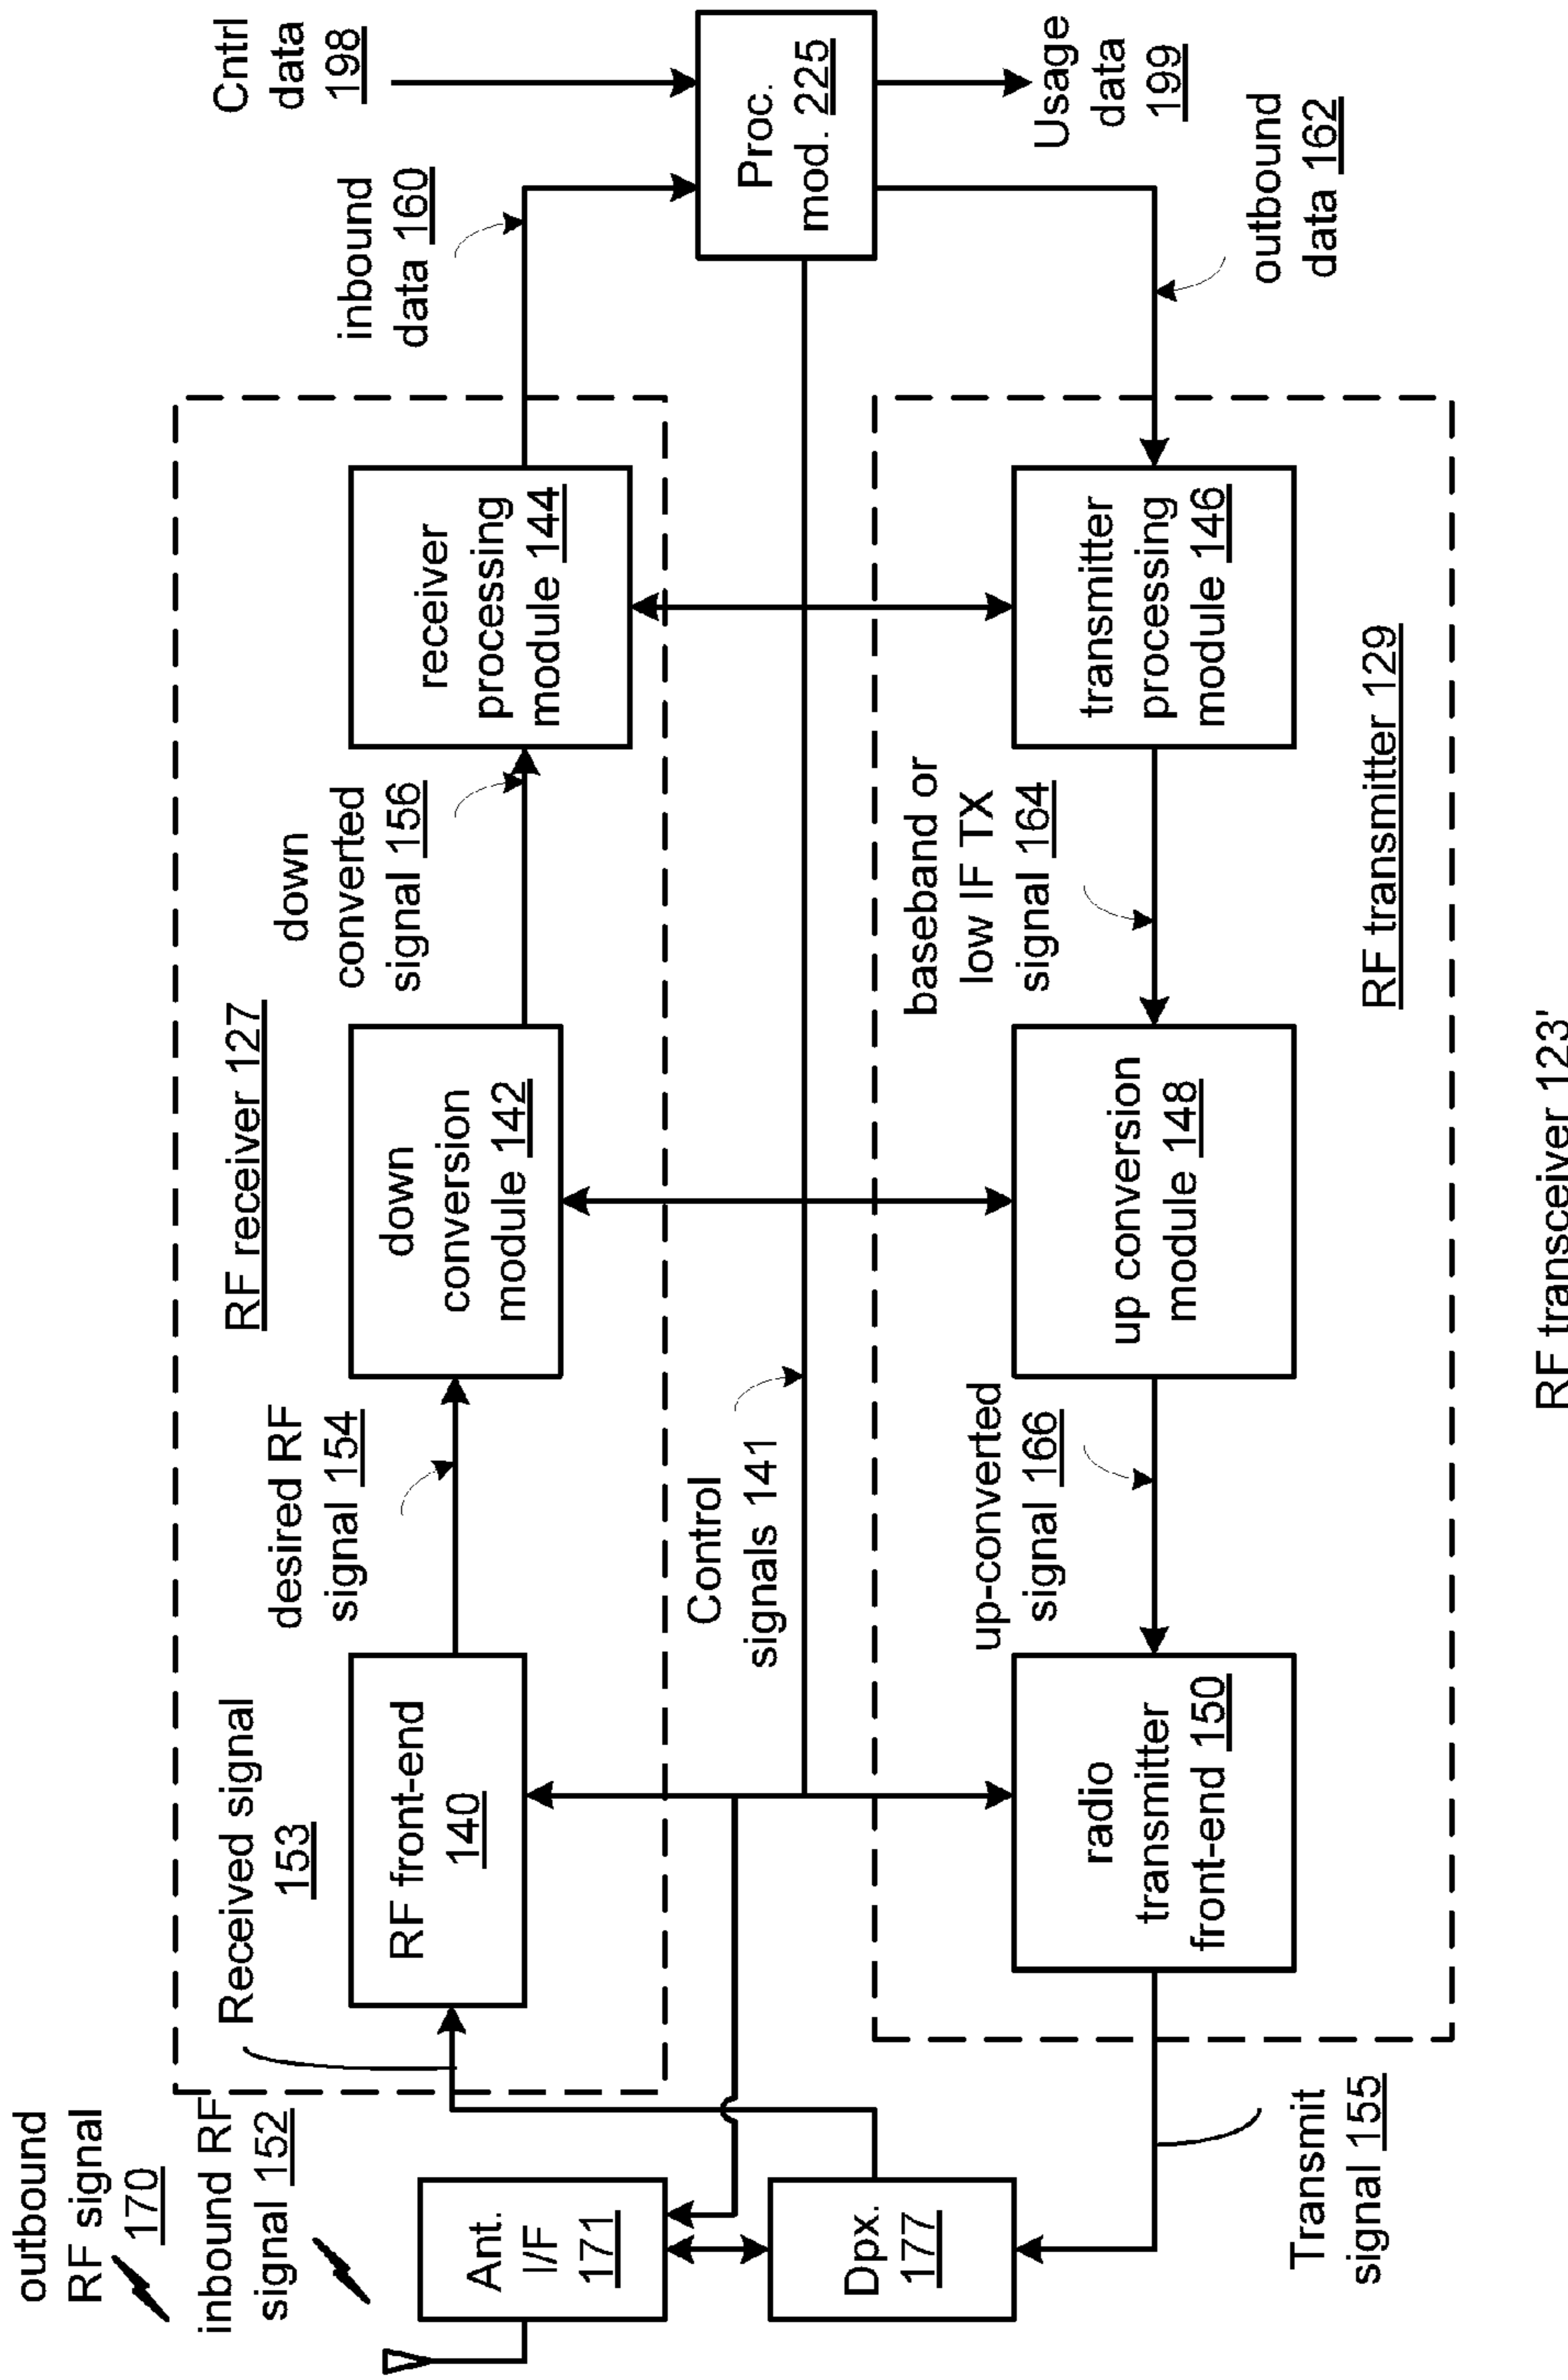 outbound
RF signal
170
inbound RF
signal 152
Received signal
153
RF receiver 127
desired RF
signal 154
down
converted
signal 156
inbound
data 160
Cntrl
data
198
RF front-end
140
down
conversion
module 142
receiver
processing
module 144
Ant.
I/F
171
Dpx.
177
Control
signals 141
Proc.
mod. 225
up-converted
signal 166
baseband or
low IF TX
signal 164
Usage
data
199
outbound
data 162
radio
transmitter
front-end 150
up conversion
module 148
transmitter
processing
module 146
Transmit
signal 155
RF transmitter 129
RF transceiver 123'